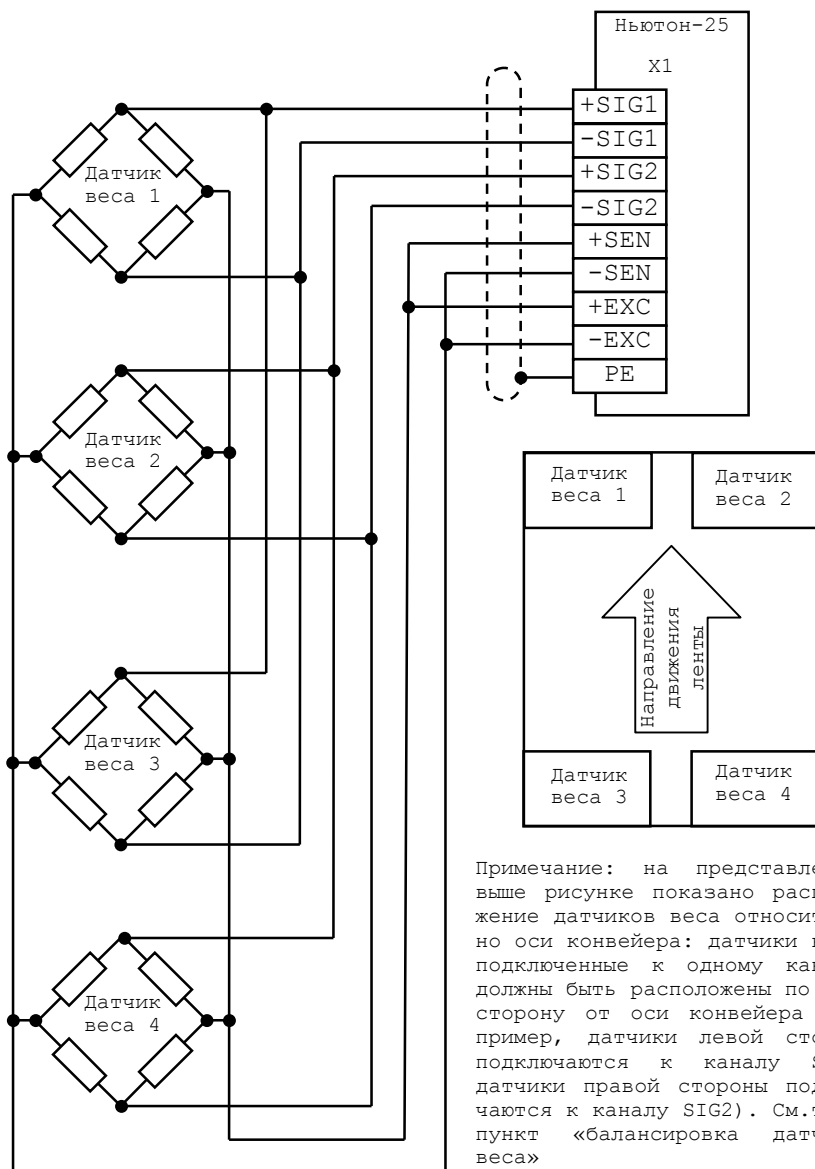 Ньютон-25
X1
+SIG1
-SIG1
+SIG2
-SIG2
+SEN
-SEN
+EXC
-EXC
PE
Датчик
веса 1
Датчик
веса 2
Датчик
веса 3
Датчик
веса 4
Датчик
веса 1
Датчик
веса 2
Направление
движения
ленты
Датчик
веса 3
Датчик
веса 4
Примечание: на
выше рисунке показано
жение датчиков веса
но оси конвейера: датчики
подключенные к одному
должны быть расположены по
сторону от оси конвейера
пример, датчики левой
подключаются к каналу
датчики правой стороны
чаются к каналу SIG2).
пункт «балансировка
веса»